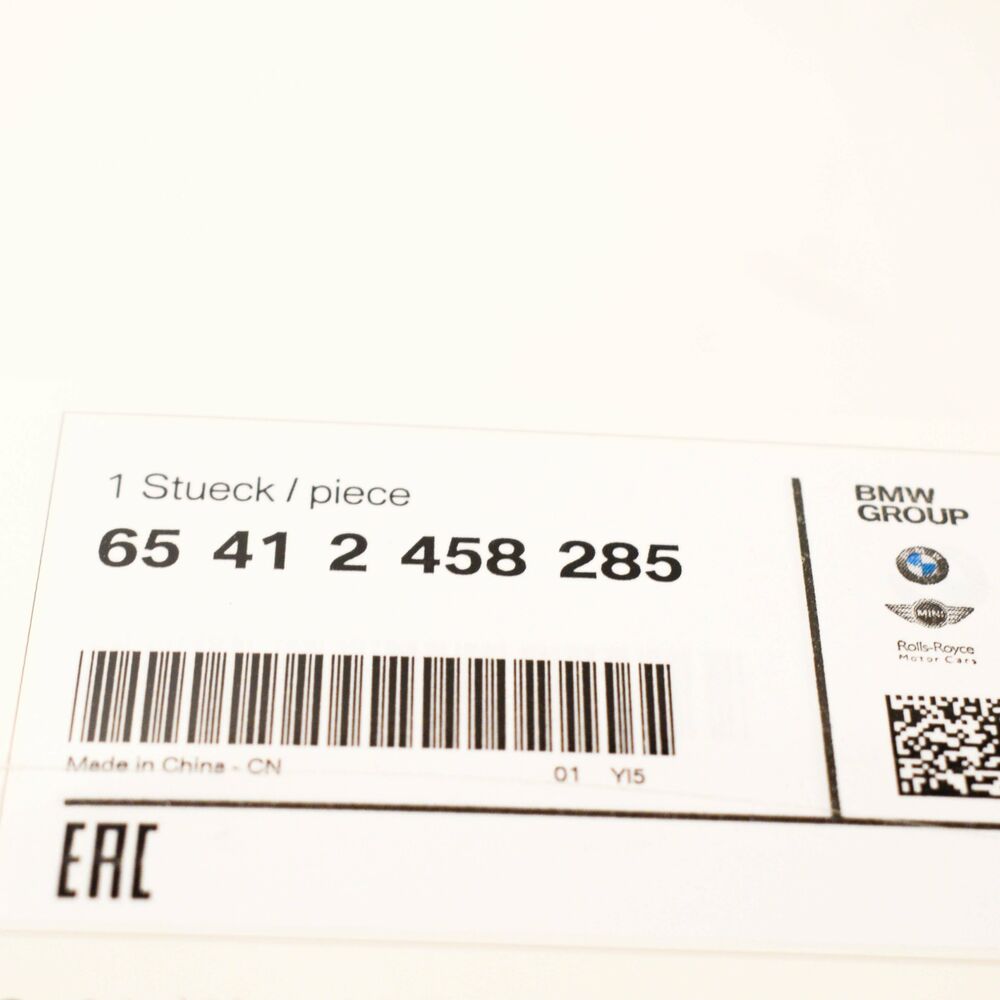 1 Stueck / piece
65 41 2 458 285
Made in China - CN
01 YI5
EAC
BMW
GROUP
MINI
Rolls-Royce
Motor Cars